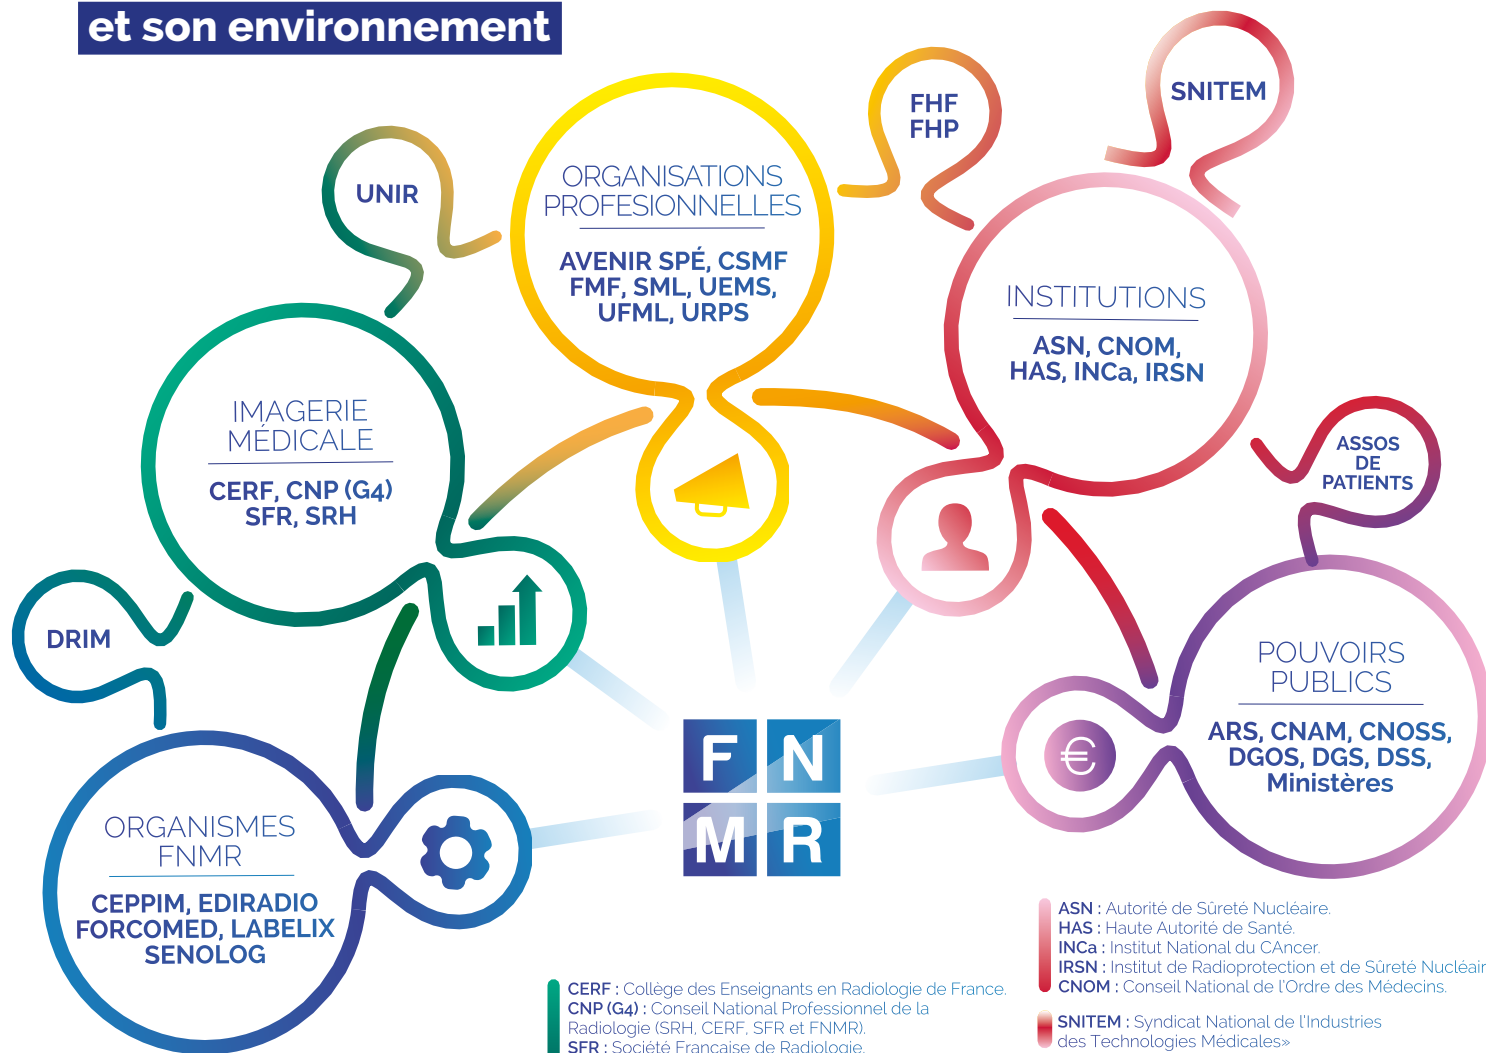 et son environnement
SNITEM
FHF
FHP
UNIR
ORGANISATIONS
PROFESIONNELLES
AVENIR SPÉ, CSMF
FMF, SML, UEMS,
UFML, URPS
INSTITUTIONS
ASN, CNOM,
HAS, INCa, IRSN
IMAGERIE
MÉDICALE
CERF, CNP (G4)
SFR, SRH
ASSOS
DE
PATIENTS
DRIM
POUVOIRS
PUBLICS
ARS, CNAM, CNOSS,
DGOS, DGS, DSS,
Ministères
€
F N
M R
ORGANISMES
FNMR
CEPPIM, EDIRADIO
FORCOMED, LABELIX
SENOLOG
CERF : Collège des Enseignants en Radiologie de France.
CNP (G4) : Conseil National Professionnel de la
Radiologie (SRH, CERF, SFR et FNMR).
SFR : Société Française de Radiologie.
ASN : Autorité de Sûreté Nucléaire.
HAS : Haute Autorité de Santé.
INCa : Institut National du CAncer.
IRSN : Institut de Radioprotection et de Sûreté Nucléair
CNOM : Conseil National de l'Ordre des Médecins.
SNITEM : Syndicat National de l'Industries
des Technologies Médicales»